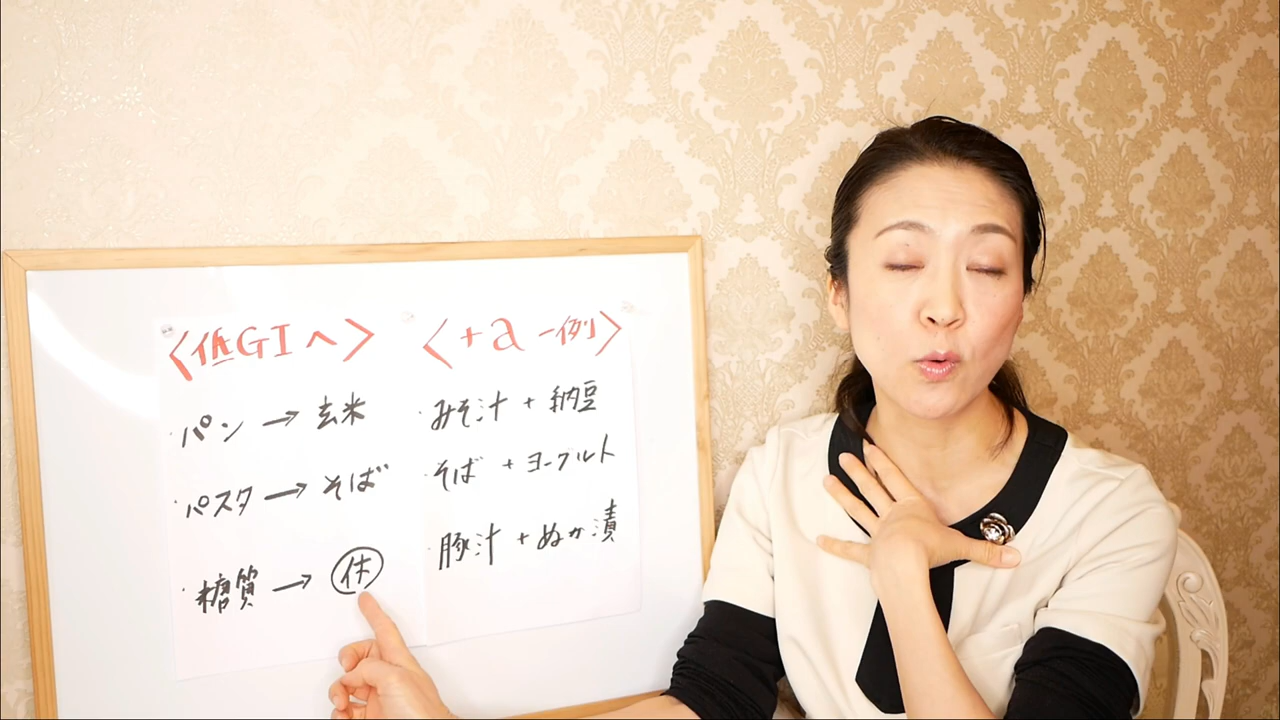 〈低GIへ〉
パン → 玄米
パスタ → そば
糖質 → 休
〈+a 一例〉
・みそ汁 + 納豆
・そば + ヨーグルト
・豚汁 + ぬか漬